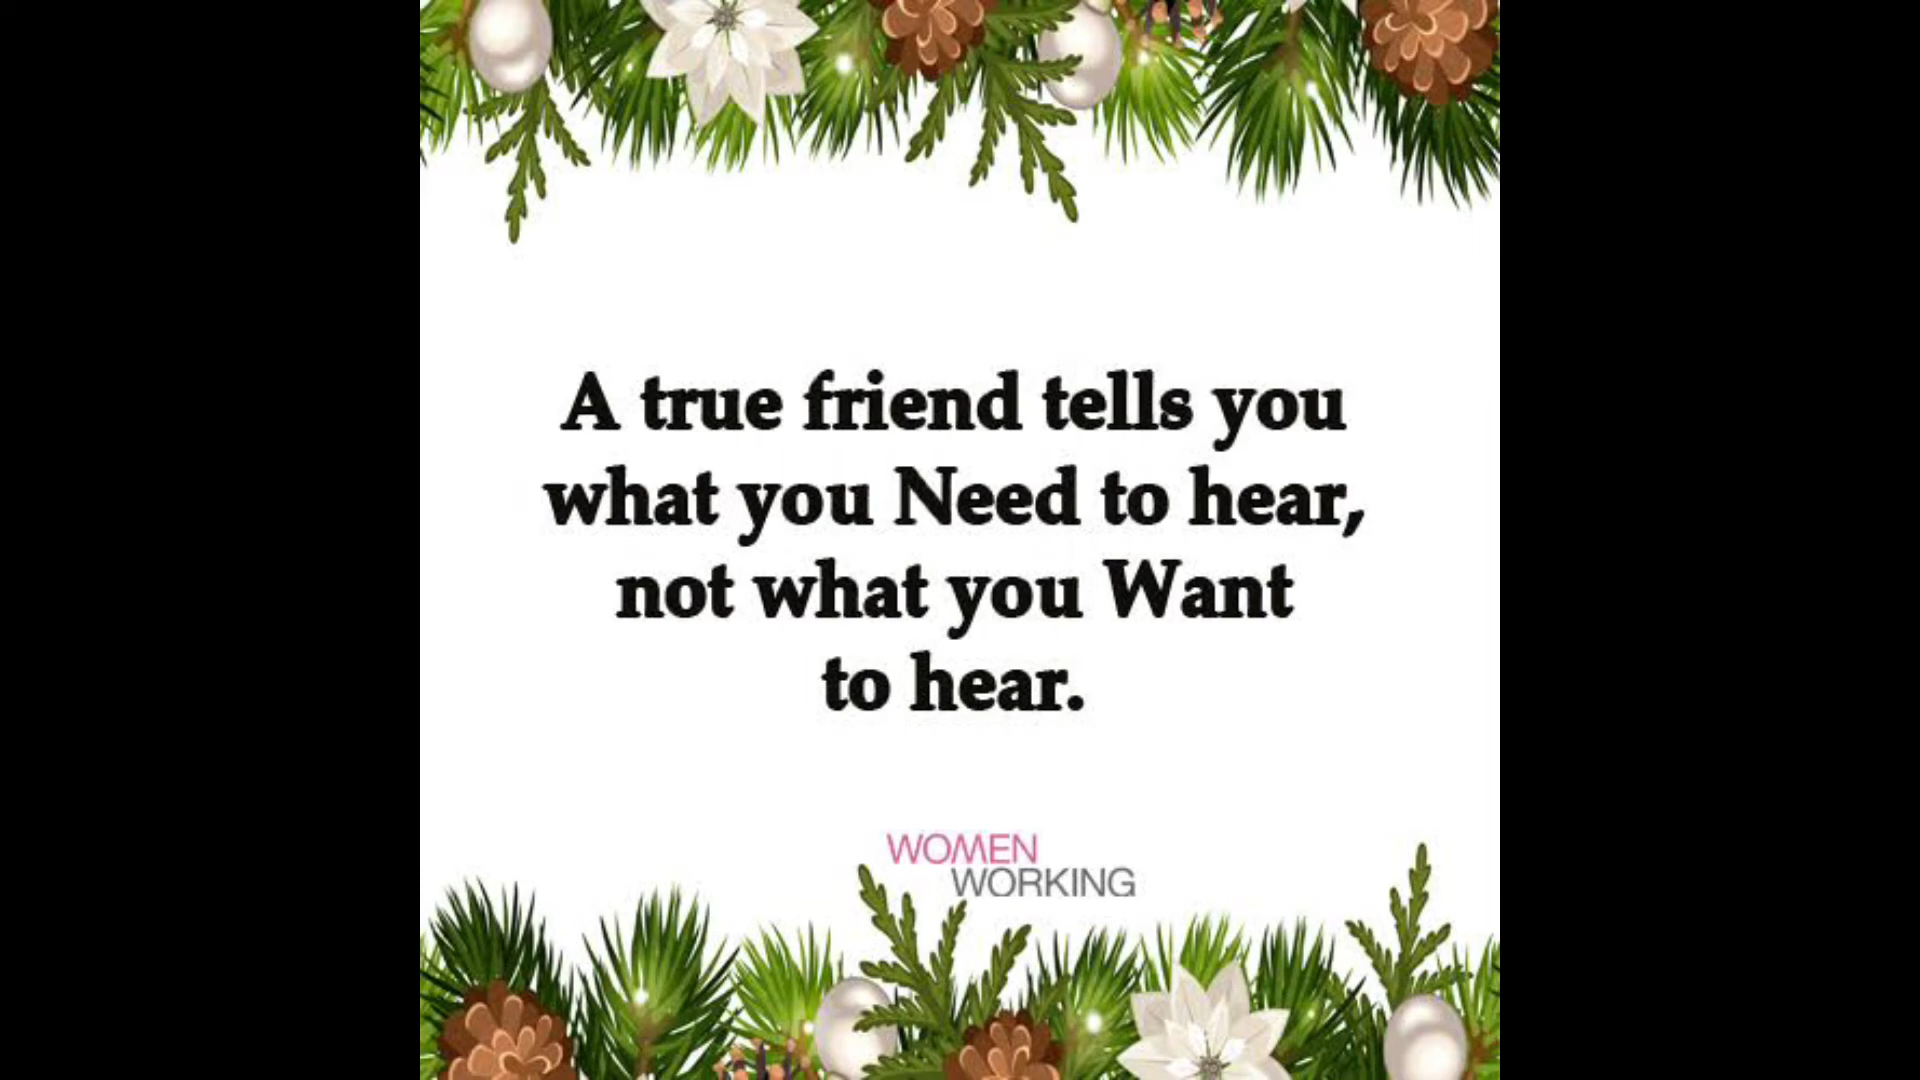 A true friend tells you
what you Need to hear,
not what you Want
to hear.
WOMEN
WORKING